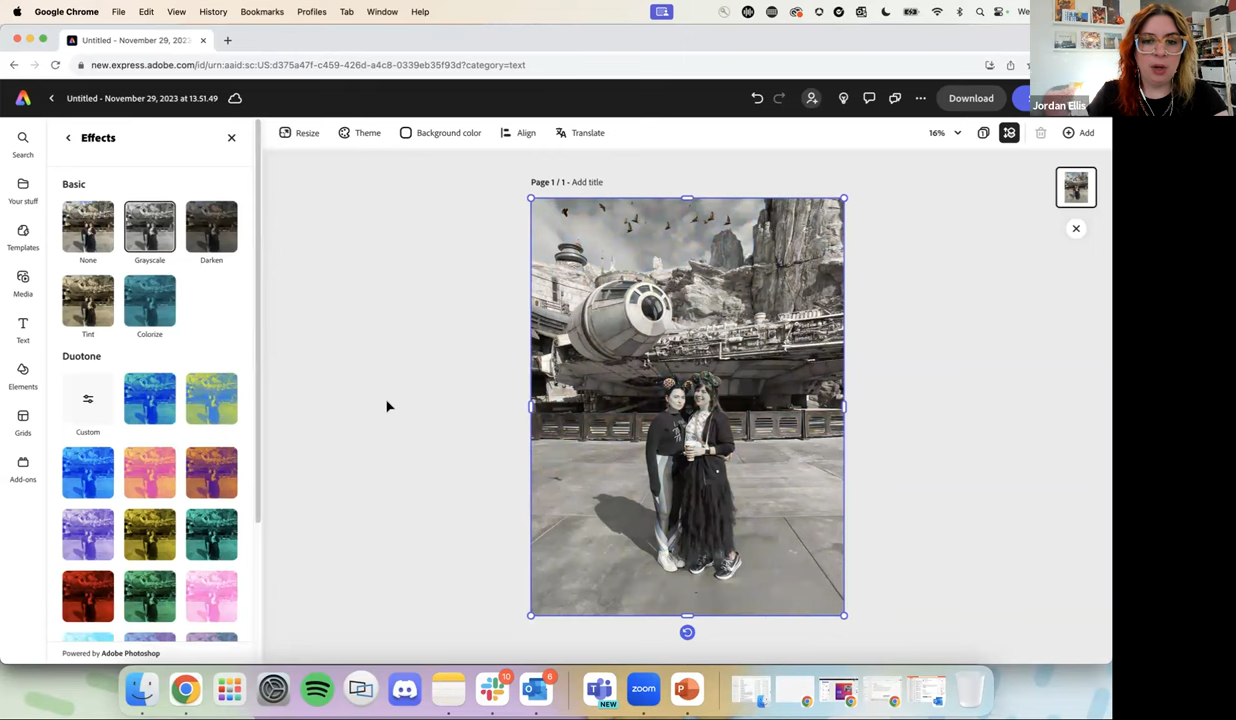 Google Chrome File Edit View History Bookmarks Profiles Tab Window Help We
Untitled - November 29, 2023
new.express.adobe.com/id/urn:aaid:sc:US:d375a47f-c459-426d-a4c8-0339eb35f93d?category=text
Jordan Ellis
Untitled - November 29, 2023 at 13.51.49
Download
Effects
Resize Theme Background color Align Translate 16% Add
Search
Your stuff
Templates
Media
Text
Elements
Grids
Add-ons
Basic
None Grayscale Darken
Tint Colorize
Duotone
Custom
Powered by Adobe Photoshop
Page 1 / 1 - Add title
10
6
NEW
zoom